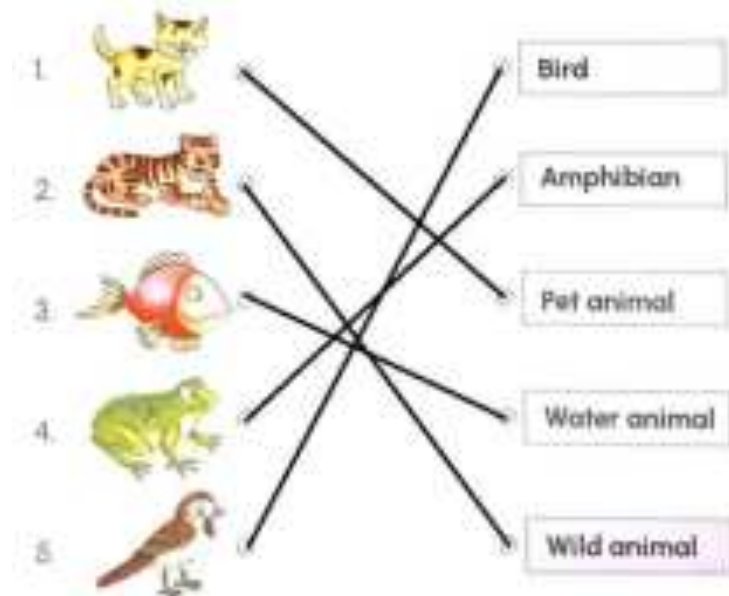 1.
Bird
2.
Amphibian
3.
Pet animal
4.
Water animal
5.
Wild animal